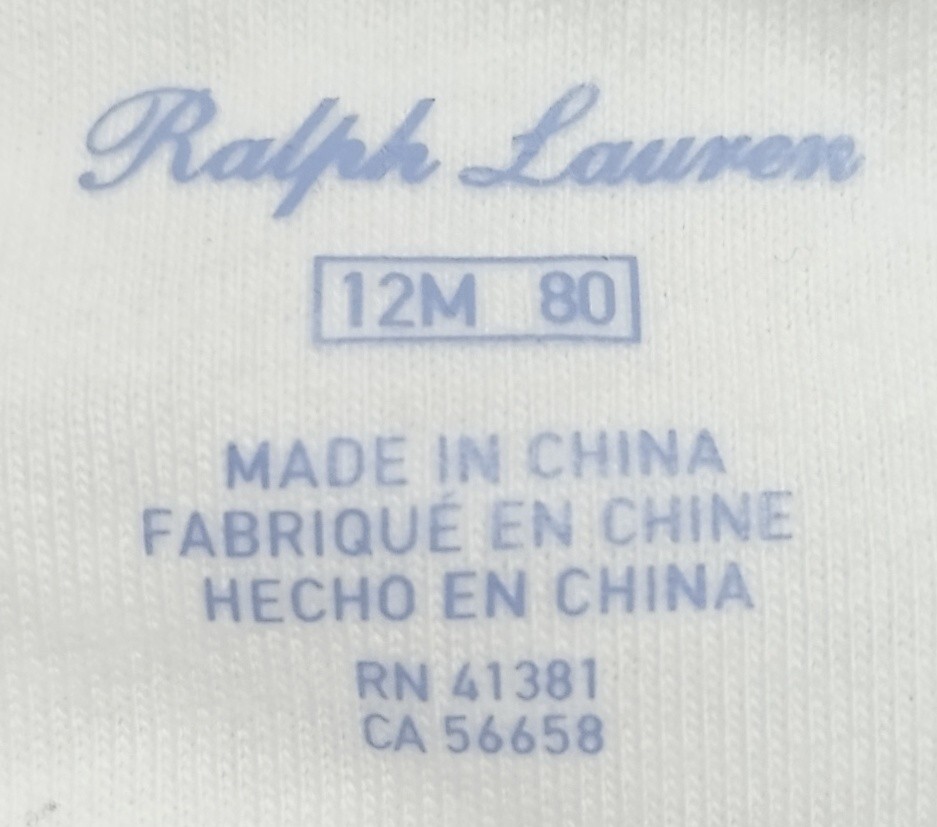 Ralph Lauren
12M 80
MADE IN CHINA
FABRIQUÉ EN CHINE
HECHO EN CHINA
RN 41381
CA 56658